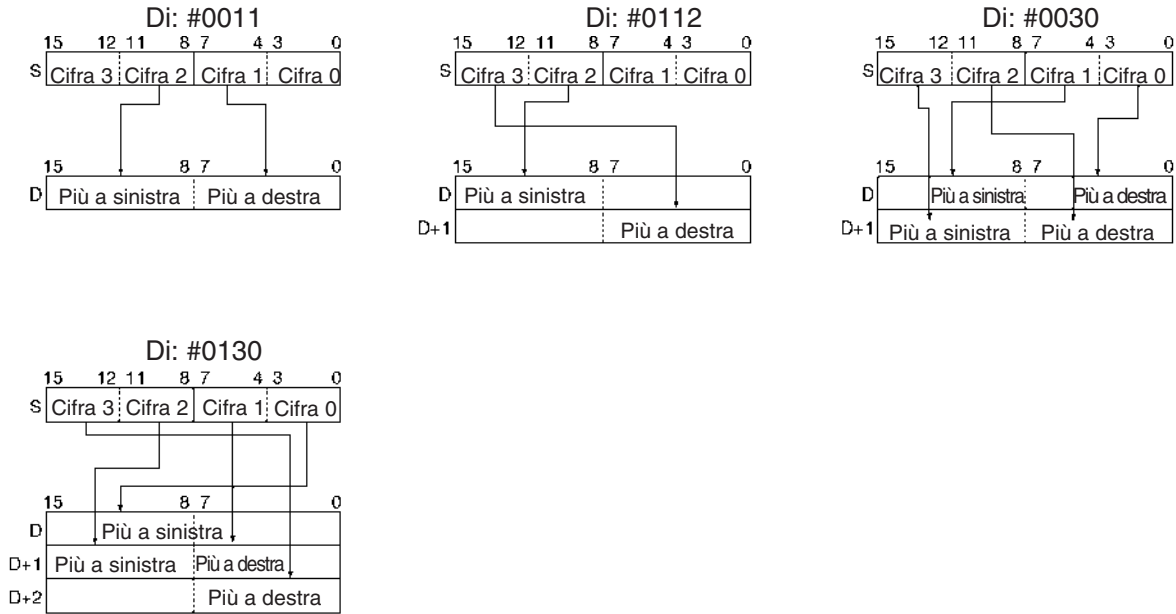 Di: #0011
15 12 11 8 7 4 3 0
S Cifra 3 Cifra 2 Cifra 1 Cifra 0
15 8 7 0
D Più a sinistra Più a destra
Di: #0112
15 12 11 8 7 4 3 0
S Cifra 3 Cifra 2 Cifra 1 Cifra 0
15 8 7 0
D Più a sinistra
D+1 Più a destra
Di: #0030
15 12 11 8 7 4 3 0
S Cifra 3 Cifra 2 Cifra 1 Cifra 0
15 8 7 0
D Più a sinistra Più a destra
D+1 Più a sinistra Più a destra
Di: #0130
15 12 11 8 7 4 3 0
S Cifra 3 Cifra 2 Cifra 1 Cifra 0
15 8 7 0
D Più a sinistra
D+1 Più a sinistra Più a destra
D+2 Più a destra